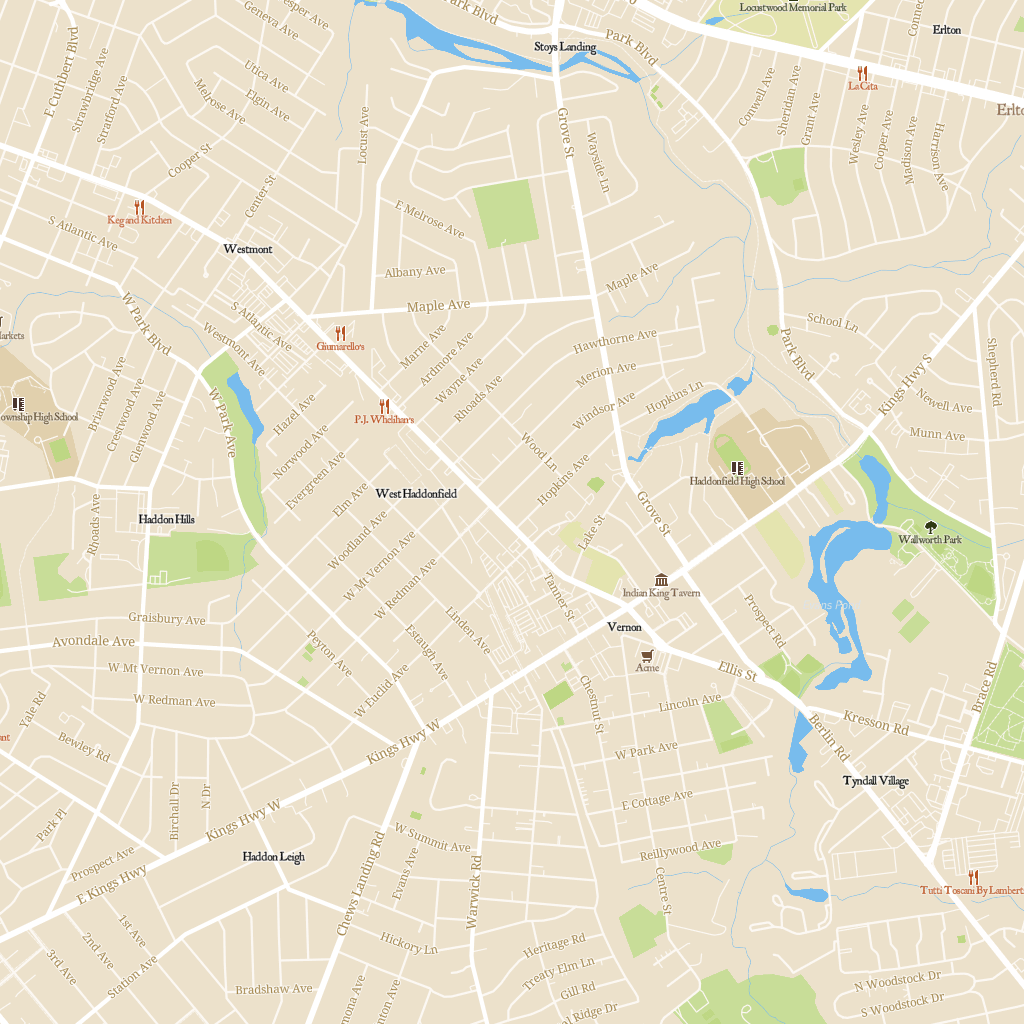 Park Blvd
Locustwood Memorial Park
Geneva Ave
Stoys Landing
Park Blvd
Erlton
E Cuthbert Blvd
Strawbridge Ave
Stratford Ave
Utica Ave
Melrose Ave
Elgin Ave
La Cita
Conwell Ave
Sheridan Ave
Grant Ave
Wesley Ave
Cooper Ave
Madison Ave
Harrison Ave
Locust Ave
Grove St
Wayside Ln
Cooper St
Center St
Keg and Kitchen
S Atlantic Ave
Westmont
E Melrose Ave
Albany Ave
Maple Ave
Maple Ave
W Park Blvd
S Atlantic Ave
Westmont Ave
Giumarello's
Marne Ave
Ardmore Ave
Wayne Ave
Rhoads Ave
Hawthorne Ave
Merion Ave
Windsor Ave
Hopkins Ln
School Ln
Park Blvd
Kings Hwy S
Shepherd Rd
Newell Ave
Munn Ave
Briarwood Ave
Crestwood Ave
Glenwood Ave
W Park Ave
Hazel Ave
Norwood Ave
Evergreen Ave
Elm Ave
P.J. Whelihan's
Wood Ln
Hopkins Ave
West Haddonfield
Haddonfield High School
Grove St
Lake St
Wallworth Park
Rhoads Ave
Haddon Hills
Woodland Ave
W Mt Vernon Ave
W Redman Ave
Tanner St
Indian King Tavern
Vernon
Acme
Prospect Rd
Graisbury Ave
Avondale Ave
W Mt Vernon Ave
W Redman Ave
Peyton Ave
Estaugh Ave
Linden Ave
W Euclid Ave
Chestnut St
Ellis St
Lincoln Ave
Kresson Rd
Berlin Rd
Brace Rd
Yale Rd
Bewley Rd
Kings Hwy W
W Park Ave
Tyndall Village
Birchall Dr
N Dr
Park Pl
Kings Hwy W
E Cottage Ave
Haddon Leigh
Prospect Ave
E Kings Hwy
W Summit Ave
Evans Ave
Chews Landing Rd
Warwick Rd
Reillywood Ave
Centre St
Tutti Toscani By Lambert
1st Ave
2nd Ave
3rd Ave
Station Ave
Hickory Ln
Heritage Rd
Treaty Elm Ln
Gill Rd
Bradshaw Ave
N Woodstock Dr
S Woodstock Dr